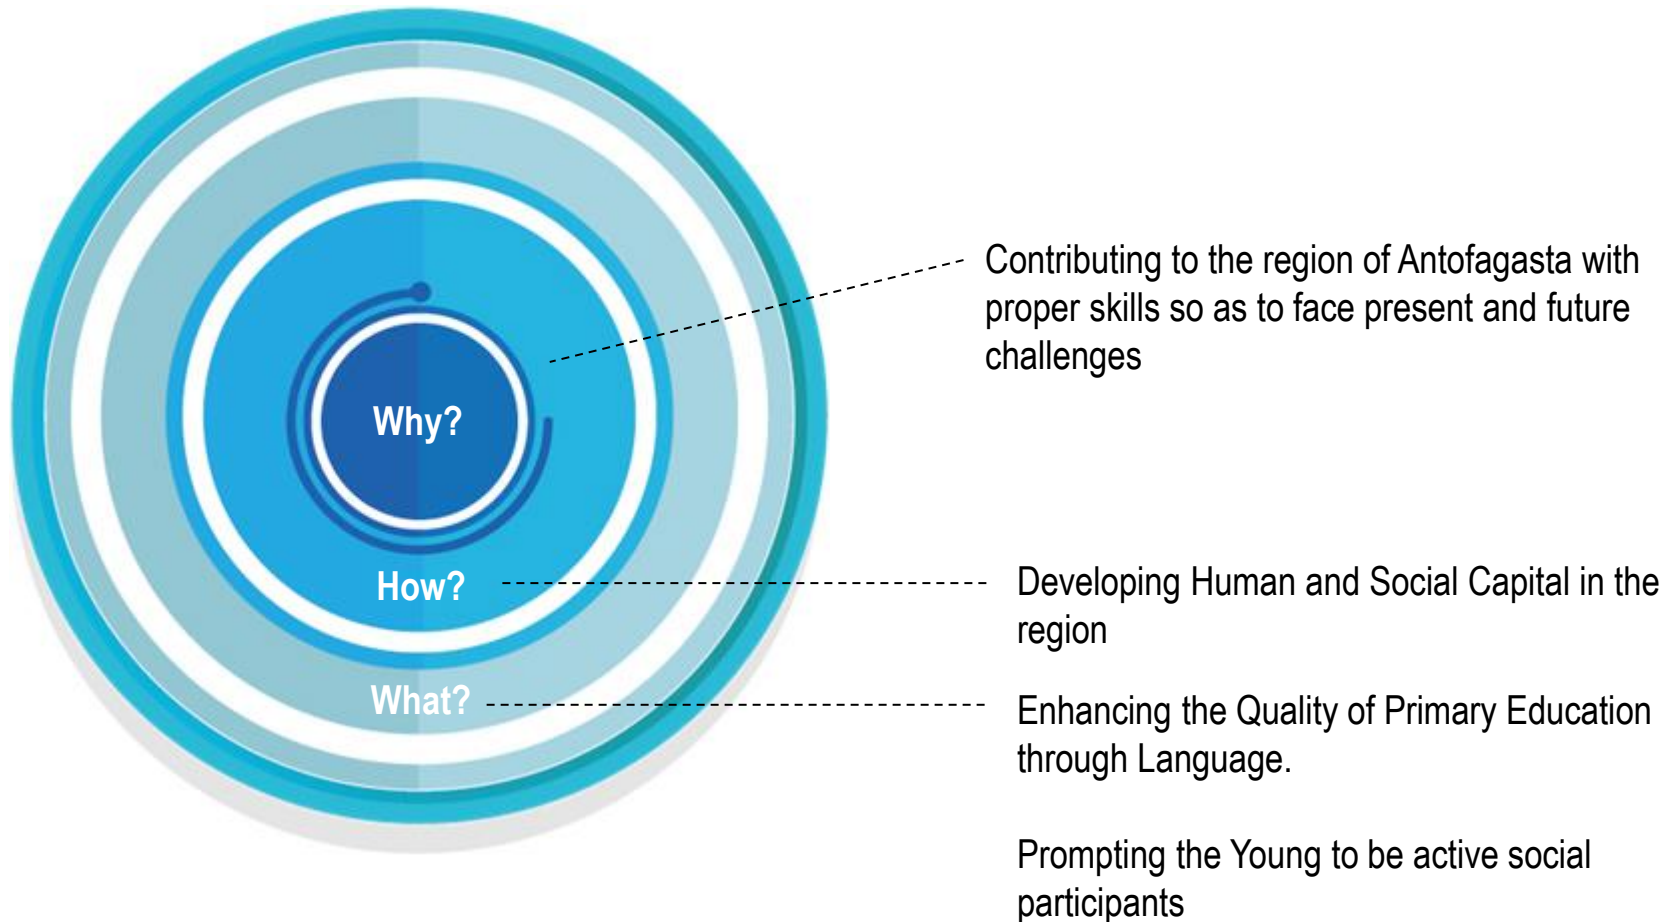 Why?
How?
What?
Contributing to the region of Antofagasta with
proper skills so as to face present and future
challenges
Developing Human and Social Capital in the
region
Enhancing the Quality of Primary Education
through Language.
Prompting the Young to be active social
participants